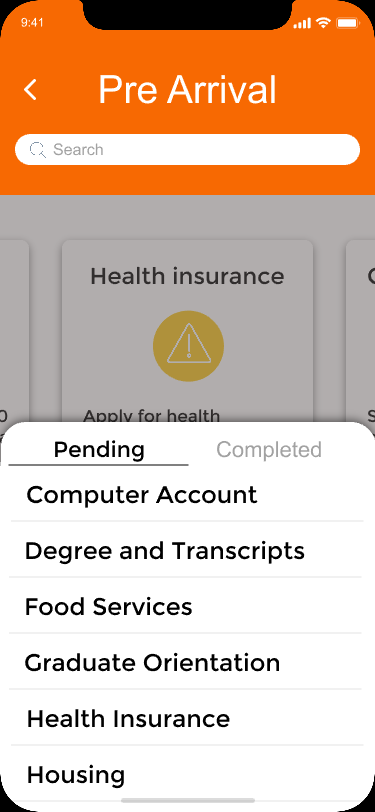 9:41
Pre Arrival
Search
Health insurance
Apply for health
Pending
Completed
Computer Account
Degree and Transcripts
Food Services
Graduate Orientation
Health Insurance
Housing